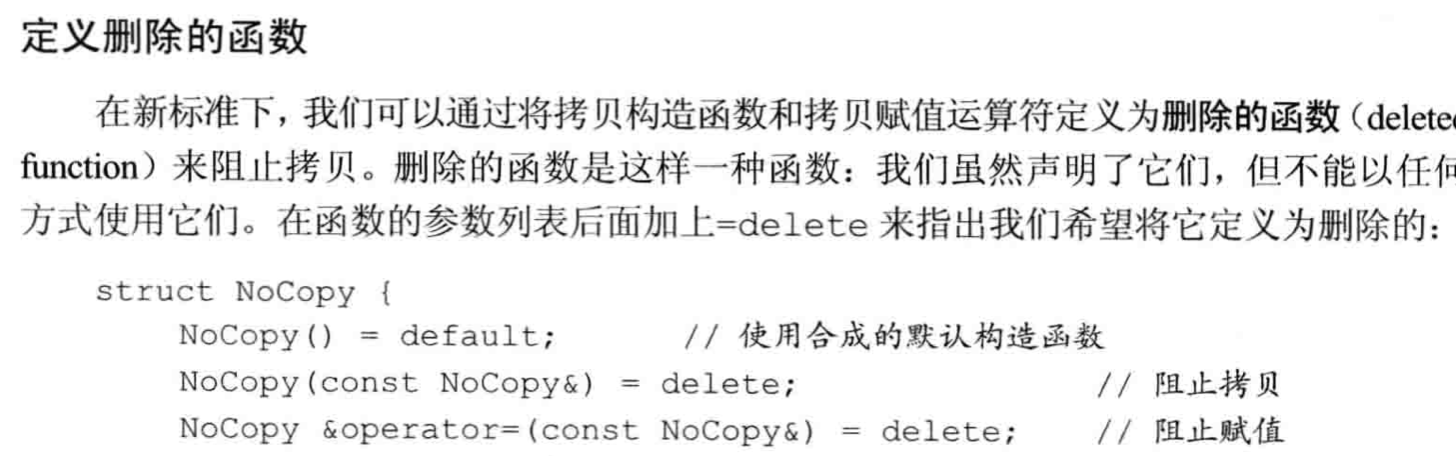 定义删除的函数
在新标准下，我们可以通过将拷贝构造函数和拷贝赋值运算符定义为删除的函数（delete
function）来阻止拷贝。删除的函数是这样一种函数：我们虽然声明了它们，但不能以任何
方式使用它们。在函数的参数列表后面加上=delete 来指出我们希望将它定义为删除的：
struct NoCopy {
NoCopy() = default; // 使用合成的默认构造函数
NoCopy(const NoCopy&) = delete; // 阻止拷贝
NoCopy &operator=(const NoCopy&) = delete; // 阻止赋值